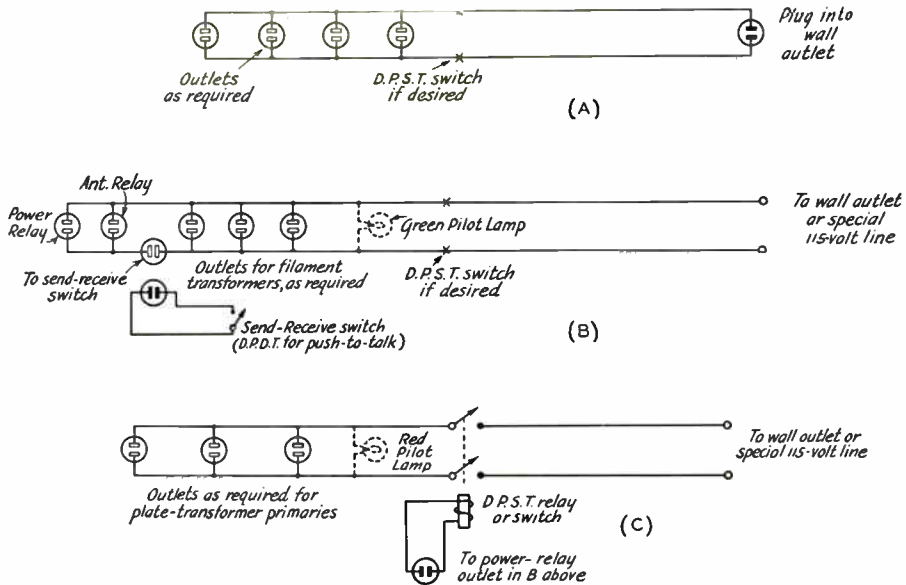 Plug into
wall
outlet
Outlets
as required
D.P.S.T. switch
if desired
(A)
Ant. Relay
Power
Relay
Green Pilot Lamp
To wall outlet
or special
115-volt line
To send-receive
switch
Outlets for filament
transformers, as required
D.P.S.T. switch
if desired
Send-Receive switch
(D.P.D.T. for push-to-talk)
(B)
Red
Pilot
Lamp
To wall outlet or
special 115-volt line
Outlets as required for
plate-transformer primaries
D.P.S.T. relay
or switch
(C)
To power-relay
outlet in B above